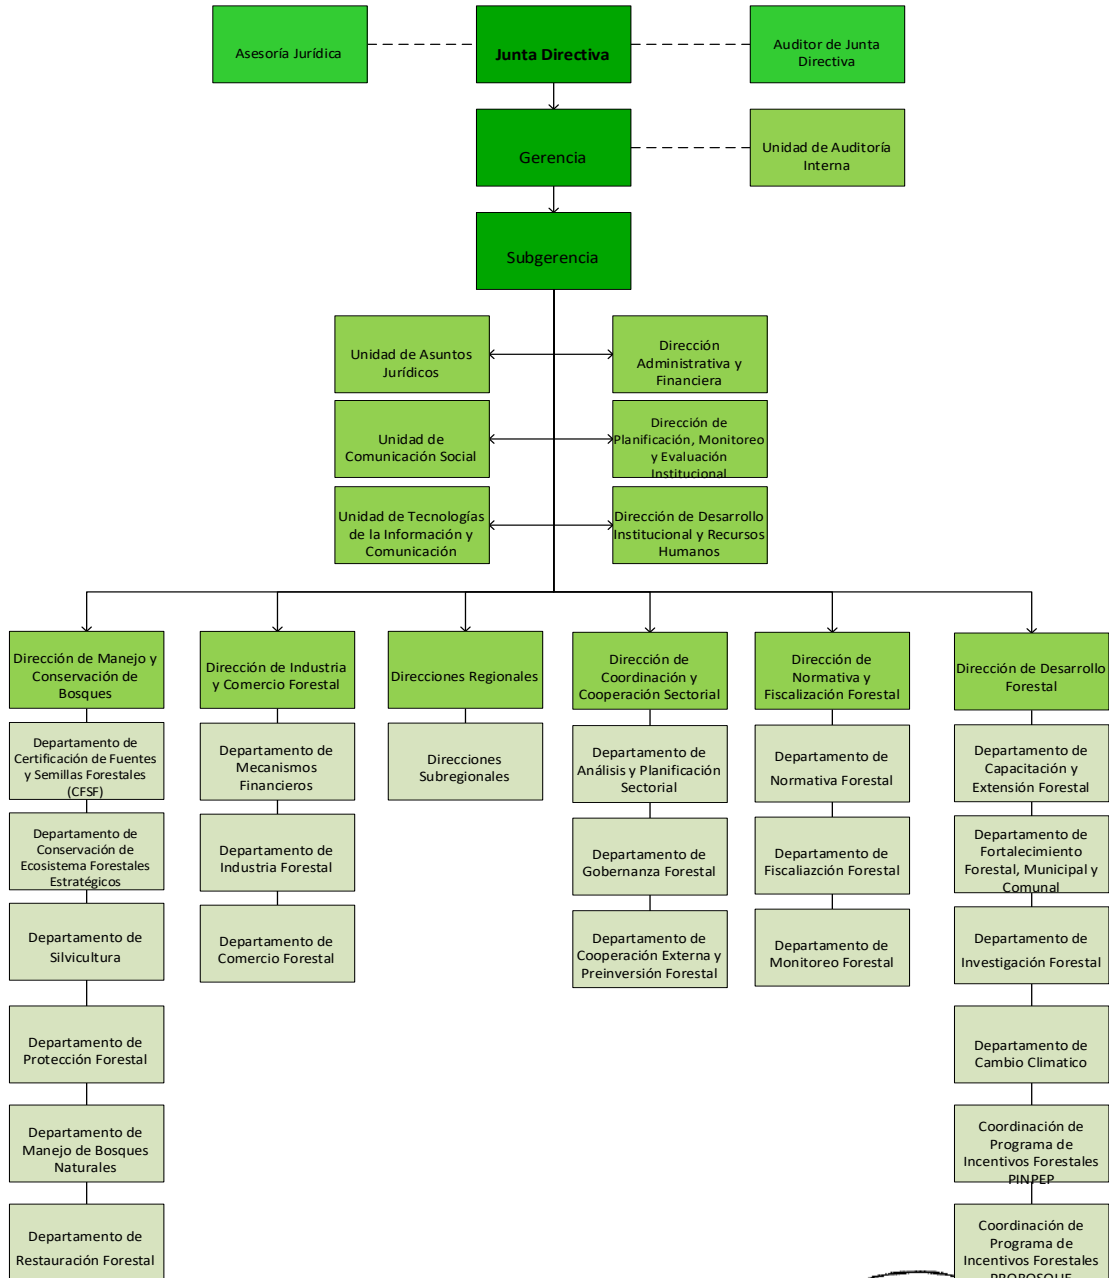 Asesoría Jurídica
Junta Directiva
Auditor de Junta
Directiva
Gerencia
Unidad de Auditoría
Interna
Subgerencia
Unidad de Asuntos
Jurídicos
Dirección
Administrativa y
Financiera
Unidad de
Comunicación Social
Dirección de
Planificación, Monitoreo
y Evaluación
Institucional
Unidad de Tecnologías
de la Información y
Comunicación
Dirección de Desarrollo
Institucional y Recursos
Humanos
Dirección de Manejo y
Conservación de
Bosques
Dirección de Industria
y Comercio Forestal
Direcciones Regionales
Dirección de
Coordinación y
Cooperación Sectorial
Dirección de
Normativa y
Fiscalización Forestal
Dirección de Desarrollo
Forestal
Departamento de
Certificación de Fuentes
y Semillas Forestales
(CFSF)
Departamento de
Mecanismos
Financieros
Direcciones
Subregionales
Departamento de
Análisis y Planificación
Sectorial
Departamento de
Normativa Forestal
Departamento de
Capacitación y
Extensión Forestal
Departamento de
Conservación de
Ecosistema Forestales
Estratégicos
Departamento de
Industria Forestal
Departamento de
Gobernanza Forestal
Departamento de
Fiscaliazción Forestal
Departamento de
Fortalecimiento
Forestal, Municipal y
Comunal
Departamento de
Silvicultura
Departamento de
Comercio Forestal
Departamento de
Cooperación Externa y
Preinversión Forestal
Departamento de
Monitoreo Forestal
Departamento de
Investigación Forestal
Departamento de
Protección Forestal
Departamento de
Cambio Climatico
Departamento de
Manejo de Bosques
Naturales
Coordinación de
Programa de
Incentivos Forestales
PINPEP
Departamento de
Restauración Forestal
Coordinación de
Programa de
Incentivos Forestales
PROBOSQUE